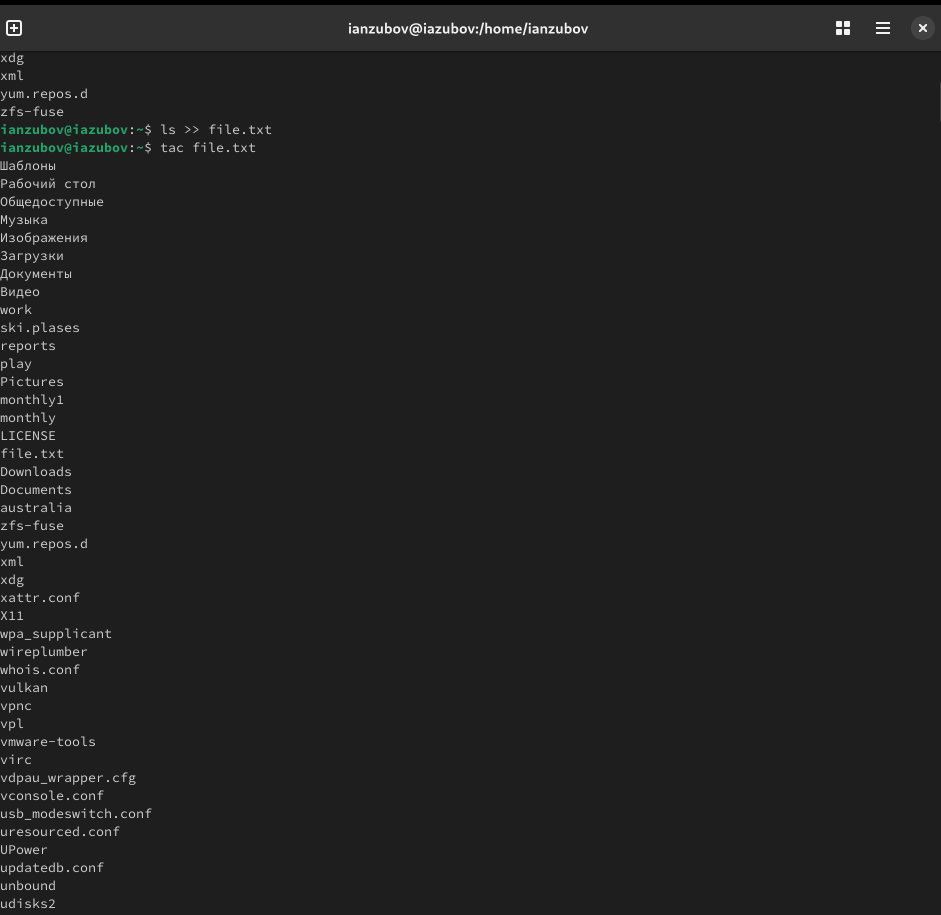 ianzubov@iazubov:/home/ianzubov
xdg
xml
yum.repos.d
zfs-fuse
ianzubov@iazubov:~$ ls >> file.txt
ianzubov@iazubov:~$ tac file.txt
Шаблоны
Рабочий стол
Общедоступные
Музыка
Изображения
Загрузки
Документы
Видео
work
ski.plases
reports
play
Pictures
monthly1
monthly
LICENSE
file.txt
Downloads
Documents
australia
zfs-fuse
yum.repos.d
xml
xdg
xattr.conf
X11
wpa_supplicant
wireplumber
whois.conf
vulkan
vpnc
vpl
vmware-tools
virc
vdpau_wrapper.cfg
vconsole.conf
usb_modeswitch.conf
uresourced.conf
UPower
updatedb.conf
unbound
udisks2